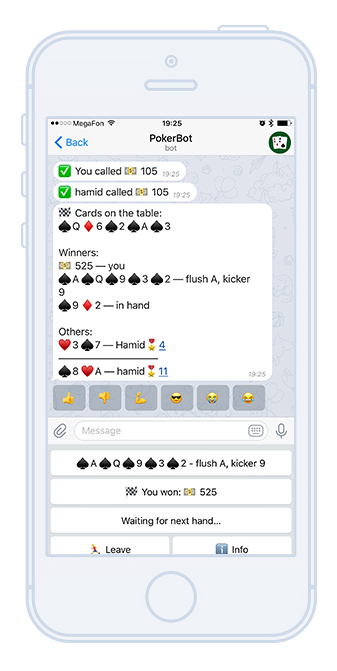 MegaFon 19:25
Back PokerBot
bot
✅ You called 💵 105 19:25
✅ hamid called 💵 105 19:25
🏁 Cards on the table:
♠Q ♦6 ♠2 ♠A ♠3
Winners:
💵 525 — you
♠A ♠Q ♠9 ♠3 ♠2 — flush A, kicker
9
♠9 ♦2 — in hand
Others:
♥3 ♠7 — Hamid 🎖 4
♠8 ♥A — hamid 🎖 11
19:25
👍 👎 💪 😎 😭 😂
Message
♠A ♠Q ♠9 ♠3 ♠2 - flush A, kicker 9
🏁 You won: 💵 525
Waiting for next hand...
🏃 Leave ℹ️ Info